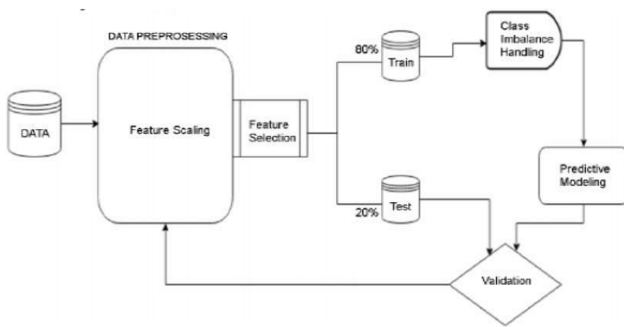 DATA PREPROSESSING
DATA
Feature Scaling
Feature
Selection
80%
Train
Class
Imbalance
Handling
Predictive
Modeling
20%
Test
Validation